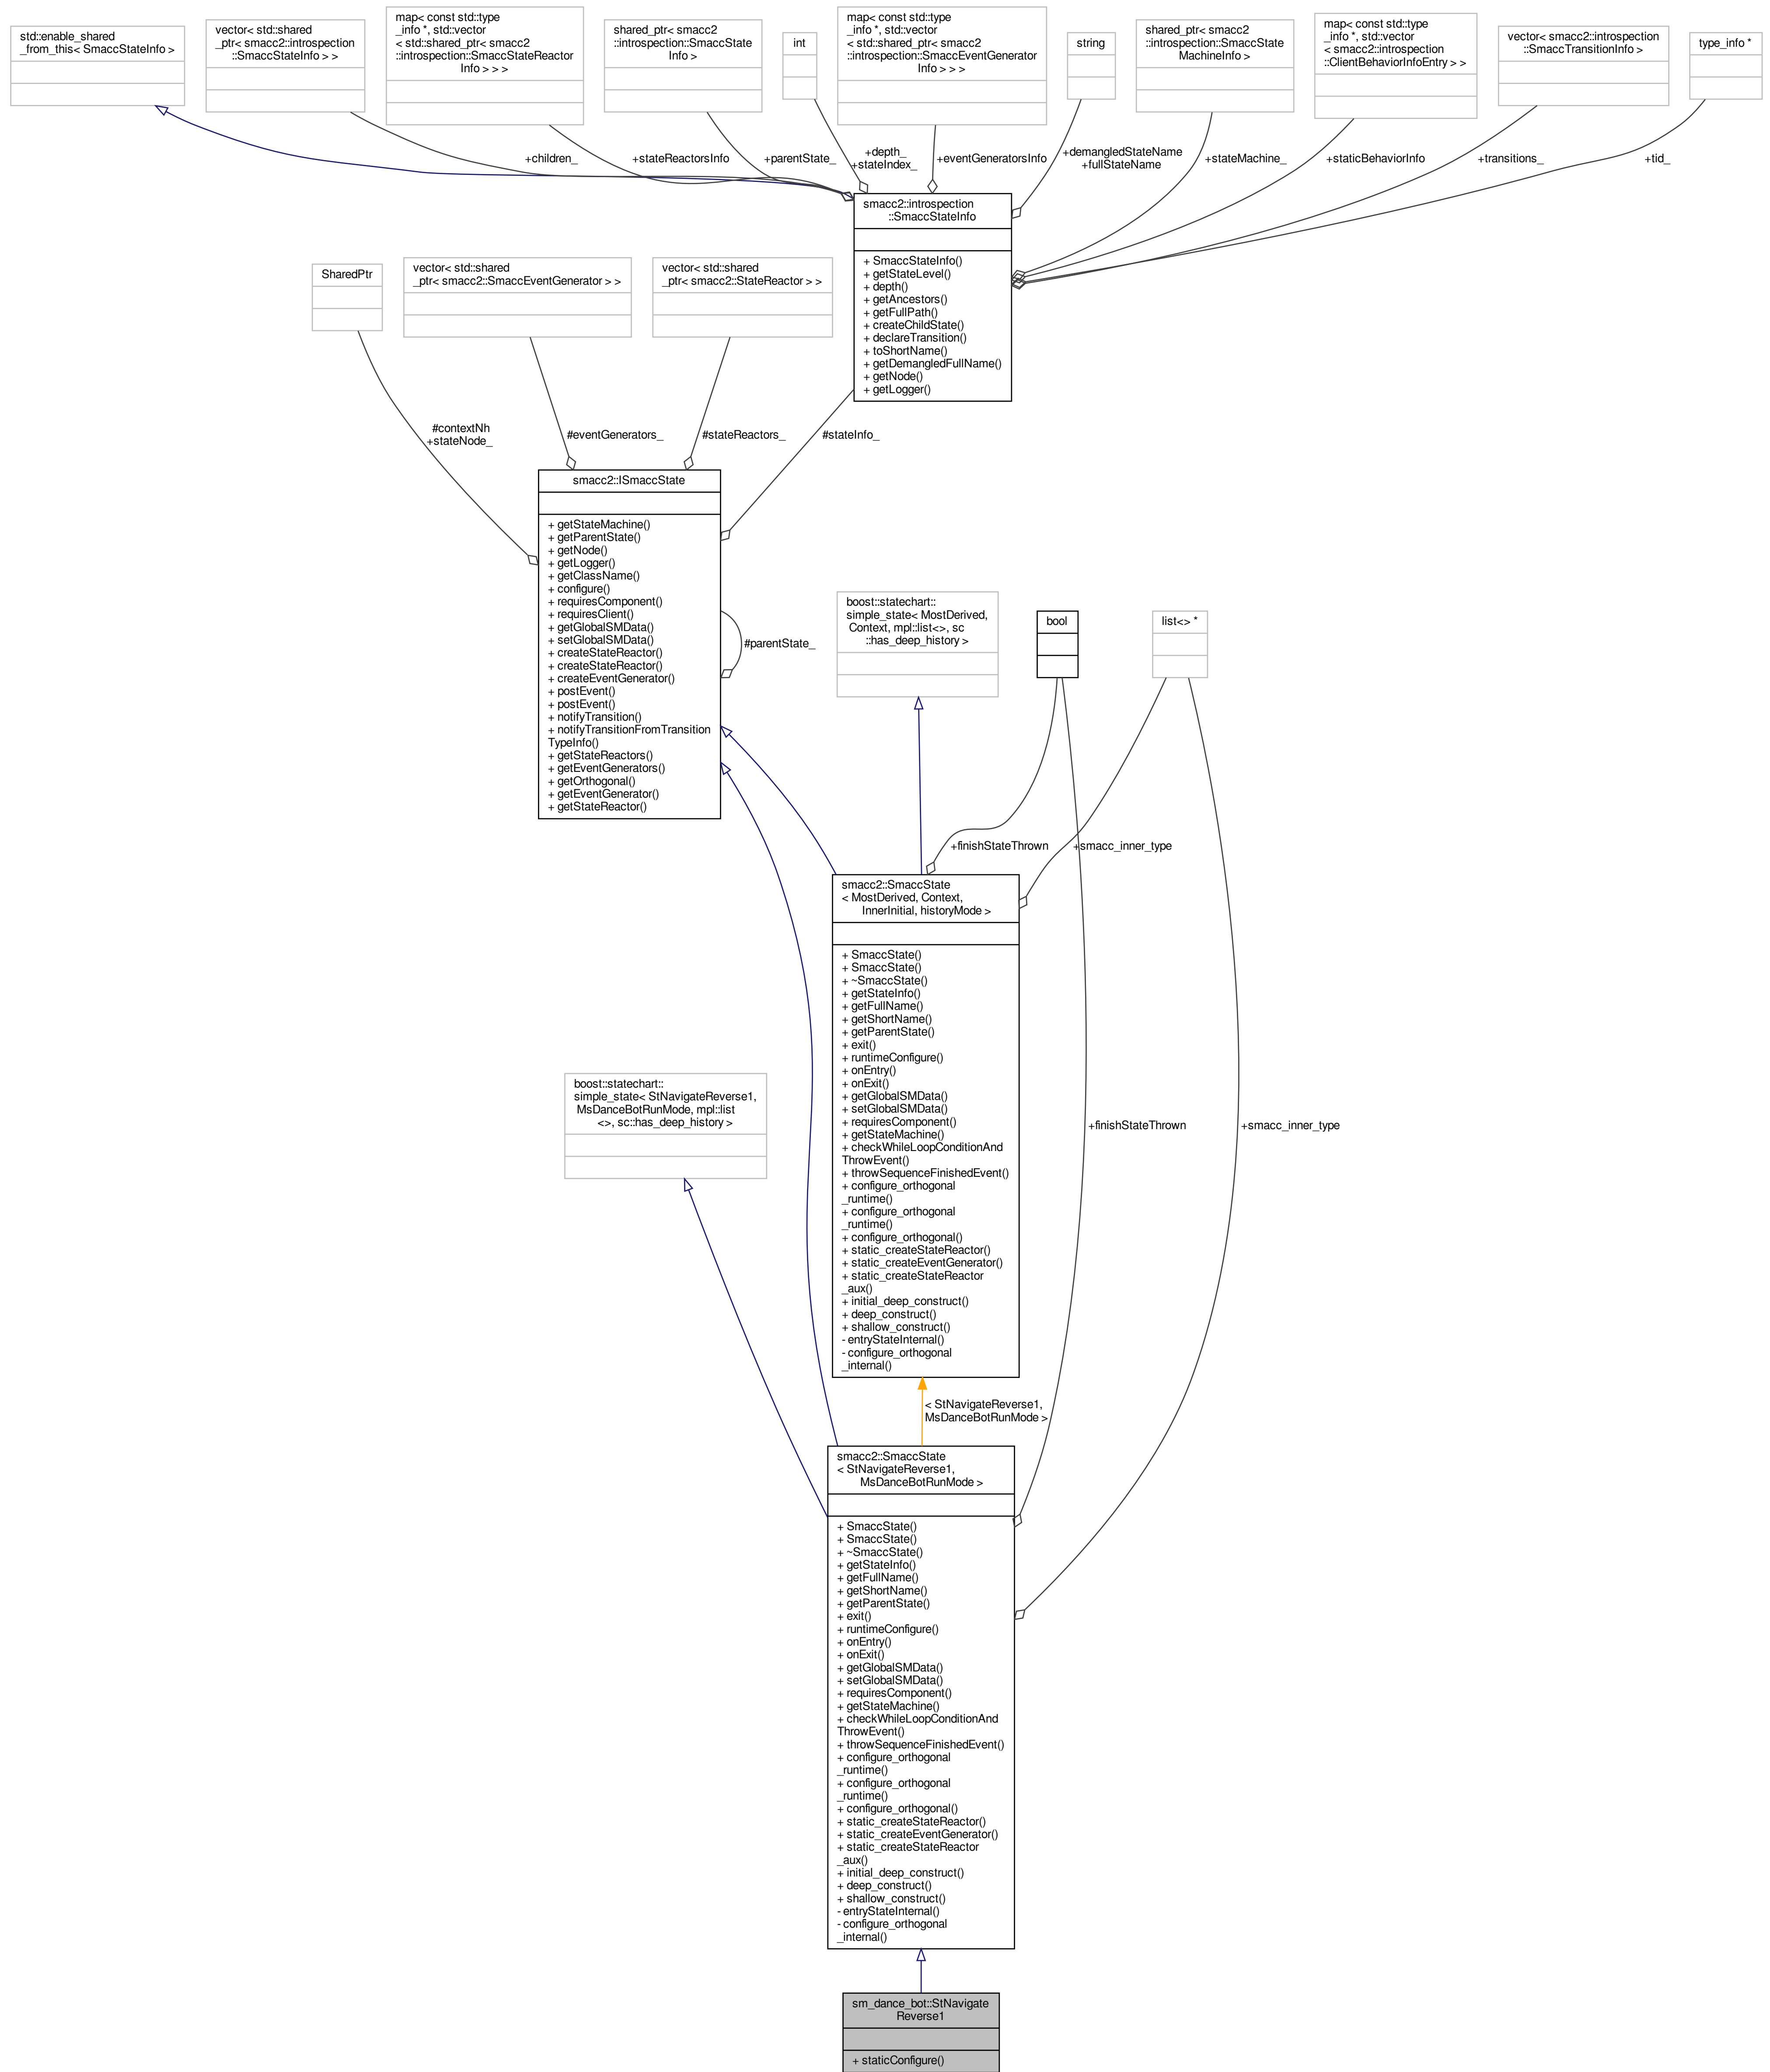 std::enable_shared
_from_this< SmaccStateInfo >
vector< std::shared
_ptr< smacc2::introspection
::SmaccStateInfo > >
map< const std::type
_info *, std::vector
< std::shared_ptr< smacc2
::introspection::SmaccStateReactor
Info > > >
shared_ptr< smacc2
::introspection::SmaccState
Info >
int
map< const std::type
_info *, std::vector
< std::shared_ptr< smacc2
::introspection::SmaccEventGenerator
Info > > >
string
shared_ptr< smacc2
::introspection::SmaccState
MachineInfo >
map< const std::type
_info *, std::vector
< smacc2::introspection
::ClientBehaviorInfoEntry > >
vector< smacc2::introspection
::SmaccTransitionInfo >
type_info *
+children_
+stateReactorsInfo
+parentState_
+depth_
+stateIndex_
+eventGeneratorsInfo
+demangledStateName
+fullStateName
+stateMachine_
+staticBehaviorInfo
+transitions_
+tid_
smacc2::introspection
::SmaccStateInfo
+ SmaccStateInfo()
+ getStateLevel()
+ depth()
+ getAncestors()
+ getFullPath()
+ createChildState()
+ declareTransition()
+ toShortName()
+ getDemangledFullName()
+ getNode()
+ getLogger()
SharedPtr
vector< std::shared
_ptr< smacc2::SmaccEventGenerator > >
vector< std::shared
_ptr< smacc2::StateReactor > >
#contextNh
+stateNode_
#eventGenerators_
#stateReactors_
#stateInfo_
smacc2::ISmaccState
+ getStateMachine()
+ getParentState()
+ getNode()
+ getLogger()
+ getClassName()
+ configure()
+ requiresComponent()
+ requiresClient()
+ getGlobalSMData()
+ setGlobalSMData()
+ createStateReactor()
+ createStateReactor()
+ createEventGenerator()
+ postEvent()
+ postEvent()
+ notifyTransition()
+ notifyTransitionFromTransition
TypeInfo()
+ getStateReactors()
+ getEventGenerators()
+ getOrthogonal()
+ getEventGenerator()
+ getStateReactor()
#parentState_
boost::statechart::
simple_state< MostDerived,
Context, mpl::list<>, sc
::has_deep_history >
bool
list<> *
+finishStateThrown
+smacc_inner_type
smacc2::SmaccState
< MostDerived, Context,
InnerInitial, historyMode >
+ SmaccState()
+ SmaccState()
+ ~SmaccState()
+ getStateInfo()
+ getFullName()
+ getShortName()
+ getParentState()
+ exit()
+ runtimeConfigure()
+ onEntry()
+ onExit()
+ getGlobalSMData()
+ setGlobalSMData()
+ requiresComponent()
+ getStateMachine()
+ checkWhileLoopConditionAnd
ThrowEvent()
+ throwSequenceFinishedEvent()
+ configure_orthogonal
_runtime()
+ configure_orthogonal
_runtime()
+ configure_orthogonal()
+ static_createStateReactor()
+ static_createEventGenerator()
+ static_createStateReactor
_aux()
+ initial_deep_construct()
+ deep_construct()
+ shallow_construct()
- entryStateInternal()
- configure_orthogonal
_internal()
boost::statechart::
simple_state< StNavigateReverse1,
MsDanceBotRunMode, mpl::list
<>, sc::has_deep_history >
+finishStateThrown
+smacc_inner_type
< StNavigateReverse1,
MsDanceBotRunMode >
smacc2::SmaccState
< StNavigateReverse1,
MsDanceBotRunMode >
+ SmaccState()
+ SmaccState()
+ ~SmaccState()
+ getStateInfo()
+ getFullName()
+ getShortName()
+ getParentState()
+ exit()
+ runtimeConfigure()
+ onEntry()
+ onExit()
+ getGlobalSMData()
+ setGlobalSMData()
+ requiresComponent()
+ getStateMachine()
+ checkWhileLoopConditionAnd
ThrowEvent()
+ throwSequenceFinishedEvent()
+ configure_orthogonal
_runtime()
+ configure_orthogonal
_runtime()
+ configure_orthogonal()
+ static_createStateReactor()
+ static_createEventGenerator()
+ static_createStateReactor
_aux()
+ initial_deep_construct()
+ deep_construct()
+ shallow_construct()
- entryStateInternal()
- configure_orthogonal
_internal()
sm_dance_bot::StNavigate
Reverse1
+ staticConfigure()